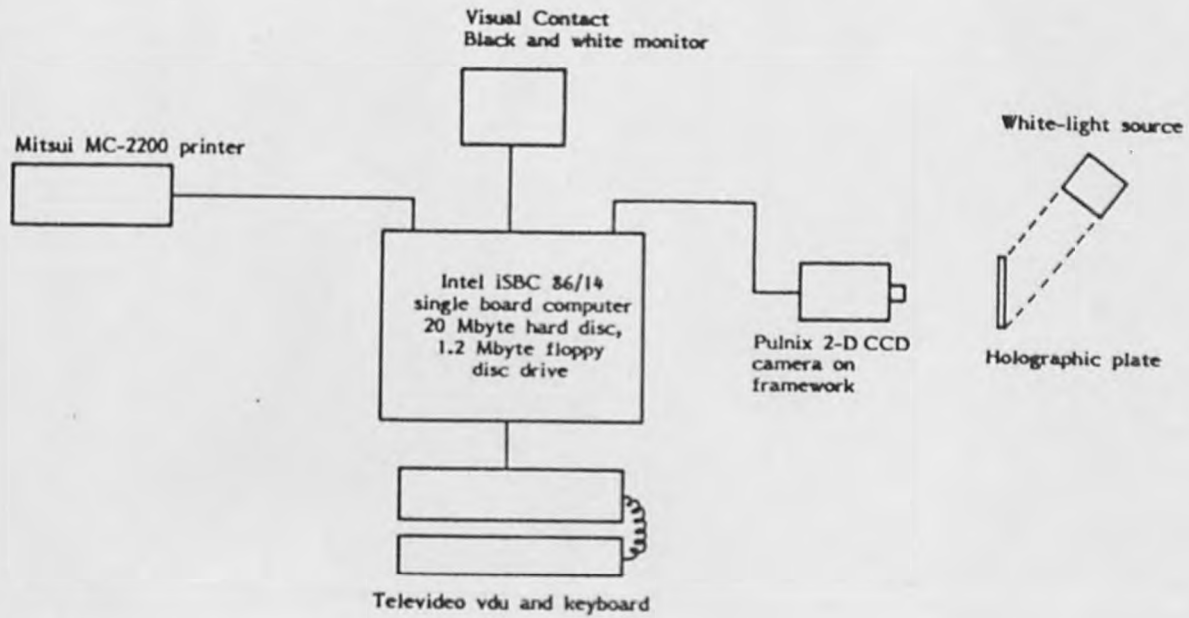 Visual Contact
Black and white monitor
Mitsui MC-2200 printer
White-light source
Intel iSBC 86/14
single board computer
20 Mbyte hard disc,
1.2 Mbyte floppy
disc drive
Pulnix 2-D CCD
camera on
framework
Holographic plate
Televideo vdu and keyboard